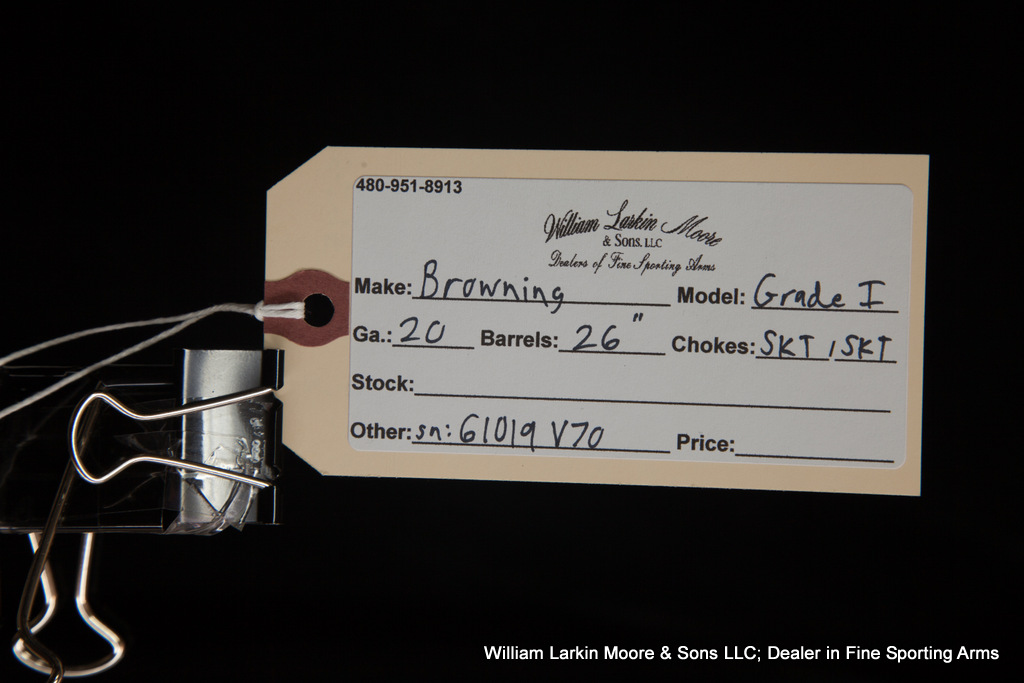 480-951-8913
William Larkin Moore
& Sons, LLC
Dealers of Fine Sporting Arms
Make: Browning Model: Grade I
Ga.: 20 Barrels: 26" Chokes: SKT / SKT
Stock:
Other: sn: 61019 V70 Price:
William Larkin Moore & Sons LLC; Dealer in Fine Sporting Arms